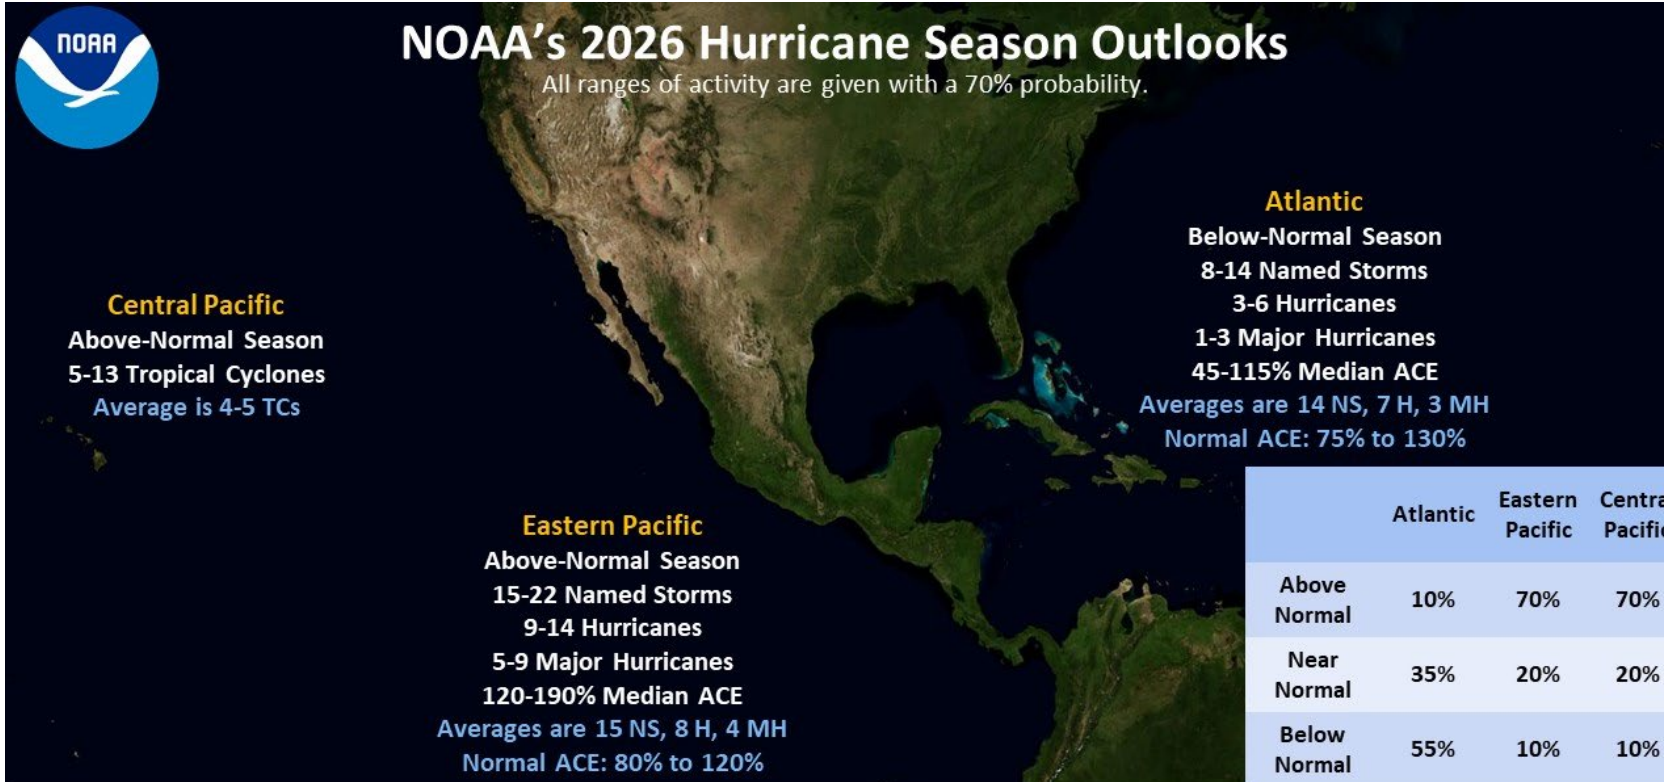 NOAA
NOAA's 2026 Hurricane Season Outlooks
All ranges of activity are given with a 70% probability.
Central Pacific
Above-Normal Season
5-13 Tropical Cyclones
Average is 4-5 TCs
Eastern Pacific
Above-Normal Season
15-22 Named Storms
9-14 Hurricanes
5-9 Major Hurricanes
120-190% Median ACE
Averages are 15 NS, 8 H, 4 MH
Normal ACE: 80% to 120%
Atlantic
Below-Normal Season
8-14 Named Storms
3-6 Hurricanes
1-3 Major Hurricanes
45-115% Median ACE
Averages are 14 NS, 7 H, 3 MH
Normal ACE: 75% to 130%
Atlantic
Eastern
Pacific
Centra
Pacific
Above
Normal
10% 70% 70%
Near
Normal
35% 20% 20%
Below
Normal
55% 10% 10%